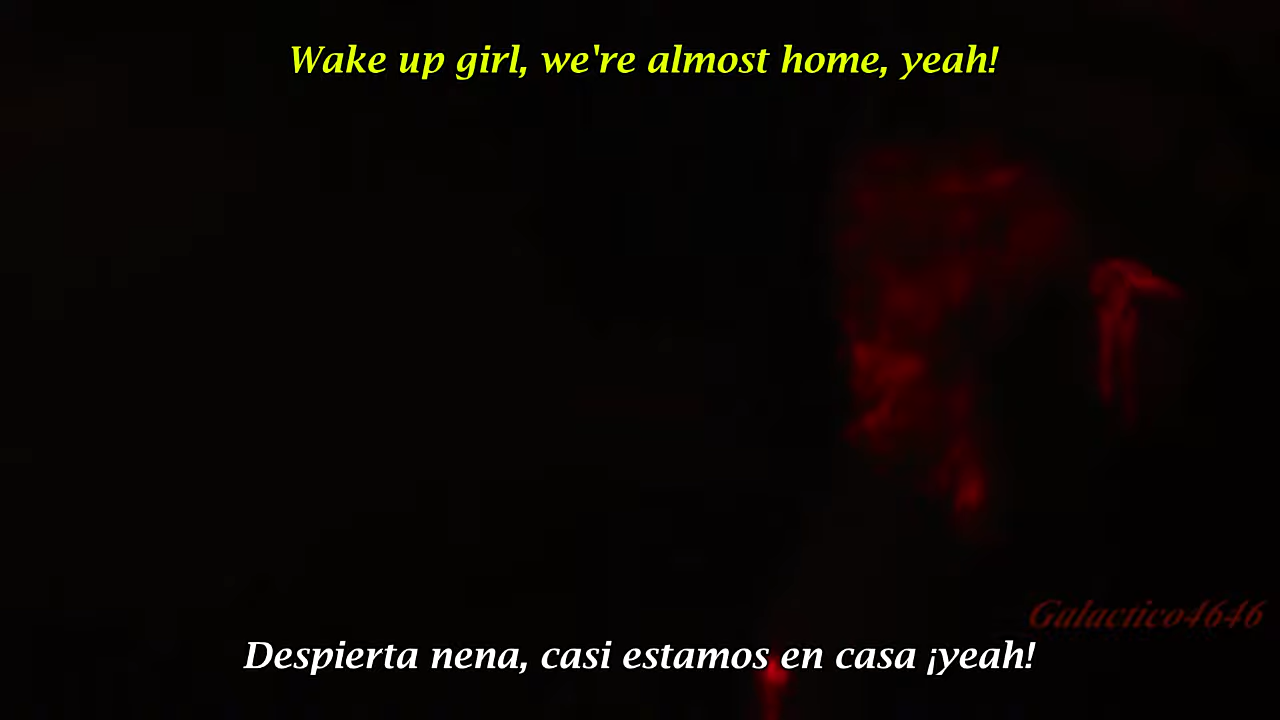 Wake up girl, we're almost home, yeah!
Galactico4646
Despierta nena, casi estamos en casa ¡yeah!